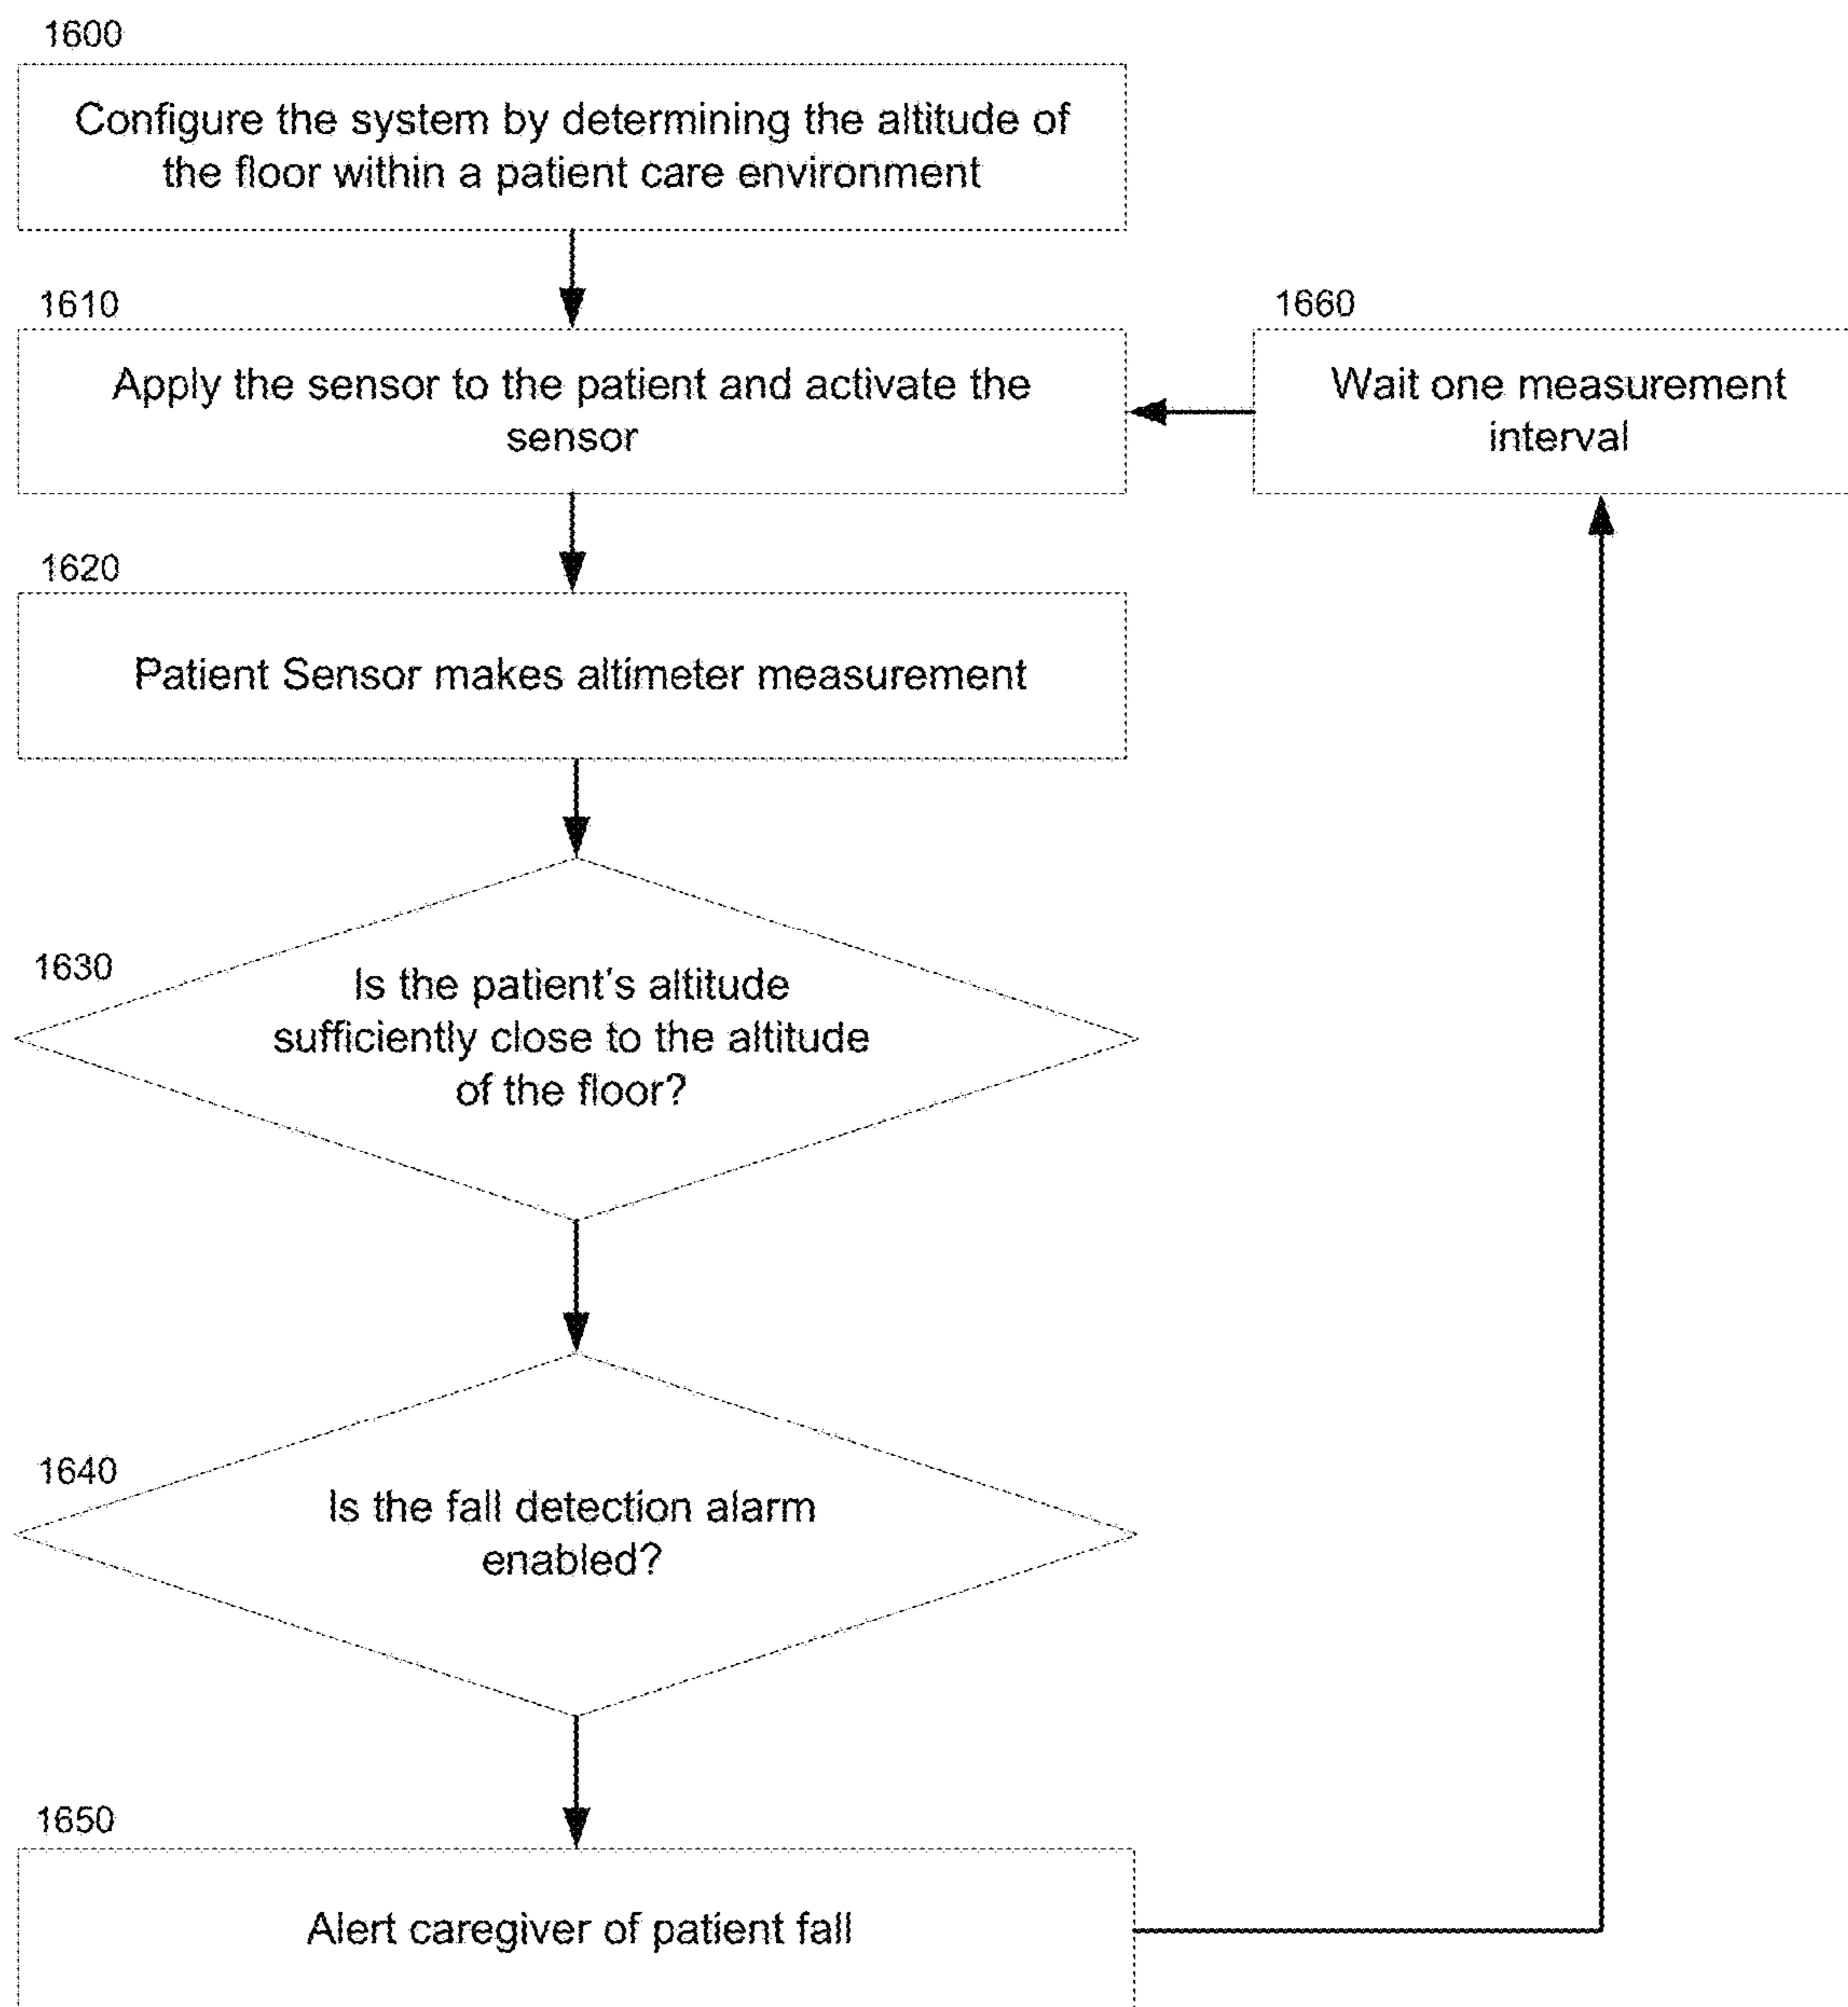 1600
Configure the system by determining the altitude of
the floor within a patient care environment
1610
Apply the sensor to the patient and activate the
sensor
1660
Wait one measurement
interval
1620
Patient Sensor makes altimeter measurement
1630
Is the patient's altitude
sufficiently close to the altitude
of the floor?
1640
Is the fall detection alarm
enabled?
1650
Alert caregiver of patient fall